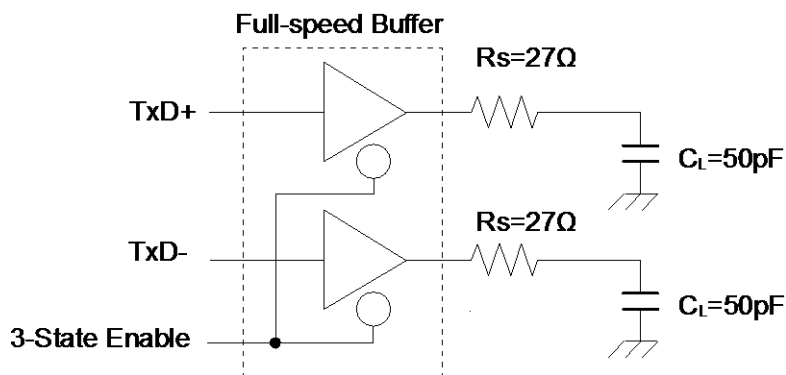 Full-speed Buffer
Rs=27Ω
TxD+
CL=50pF
Rs=27Ω
TxD-
CL=50pF
3-State Enable